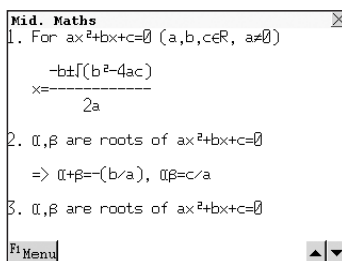 Mid. Maths
1. For ax²+bx+c=0 (a,b,c∈R, a≠0)
-b±√(b²-4ac)
x=------------
2a
2. α,β are roots of ax²+bx+c=0
=> α+β=-(b/a), αβ=c/a
3. α,β are roots of ax²+bx+c=0
F1 Menu